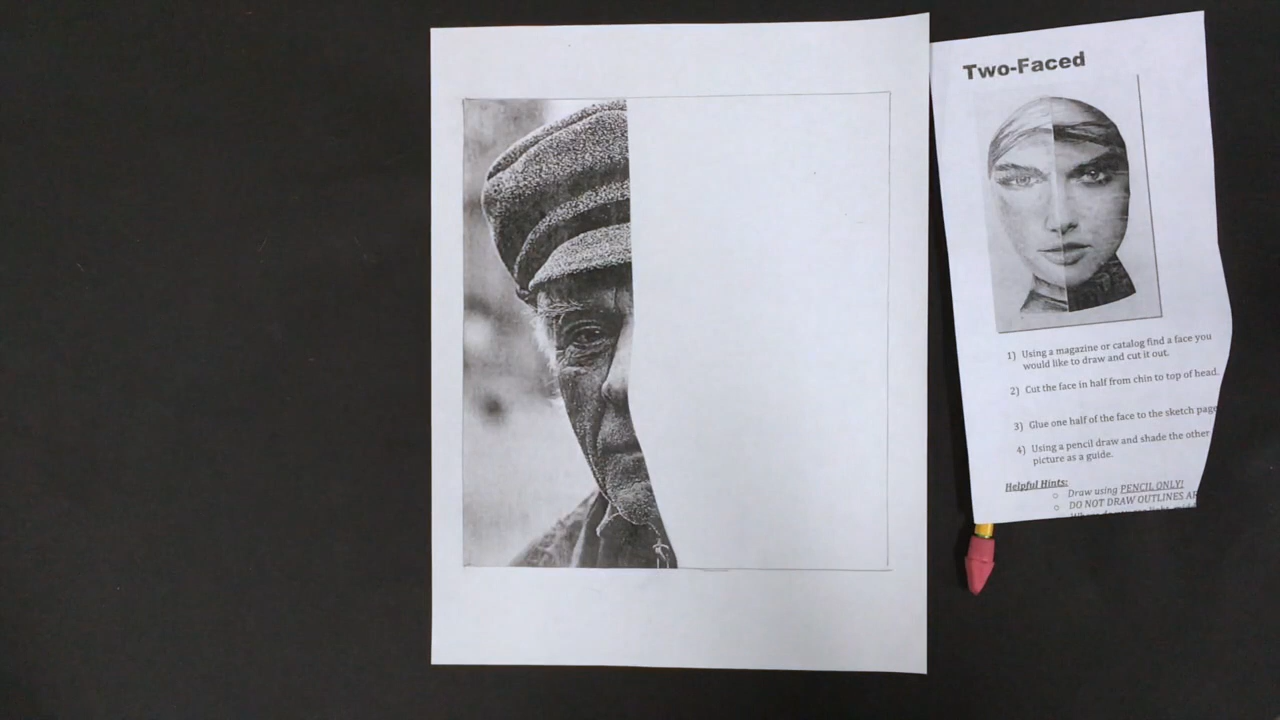 Two-Faced
1) Using a magazine or catalog find a face you
would like to draw and cut it out.
2) Cut the face in half from chin to top of head.
3) Glue one half of the face to the sketch page
4) Using a pencil draw and shade the other
picture as a guide.
Helpful Hints:
o Draw using PENCIL ONLY!
o DO NOT DRAW OUTLINES